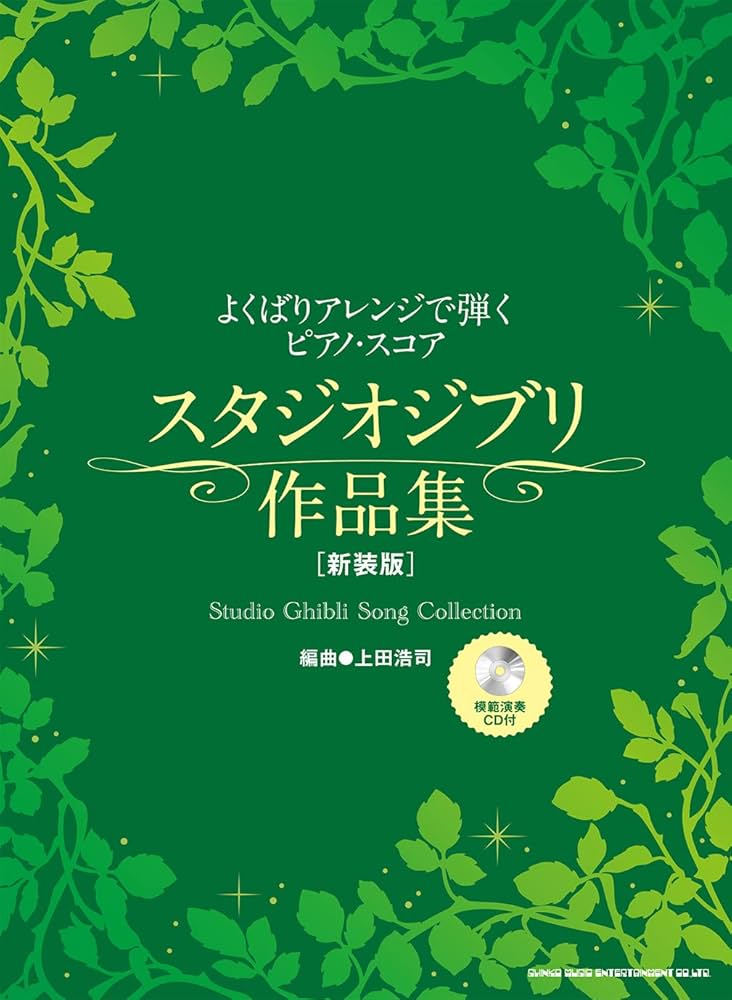 よくばりアレンジで弾く
ピアノ・スコア
スタジオジブリ
作品集
[新装版]
Studio Ghibli Song Collection
編曲●上田浩司
模範演奏
CD付
SHINKO MUSIC ENTERTAINMENT CO.,LTD.